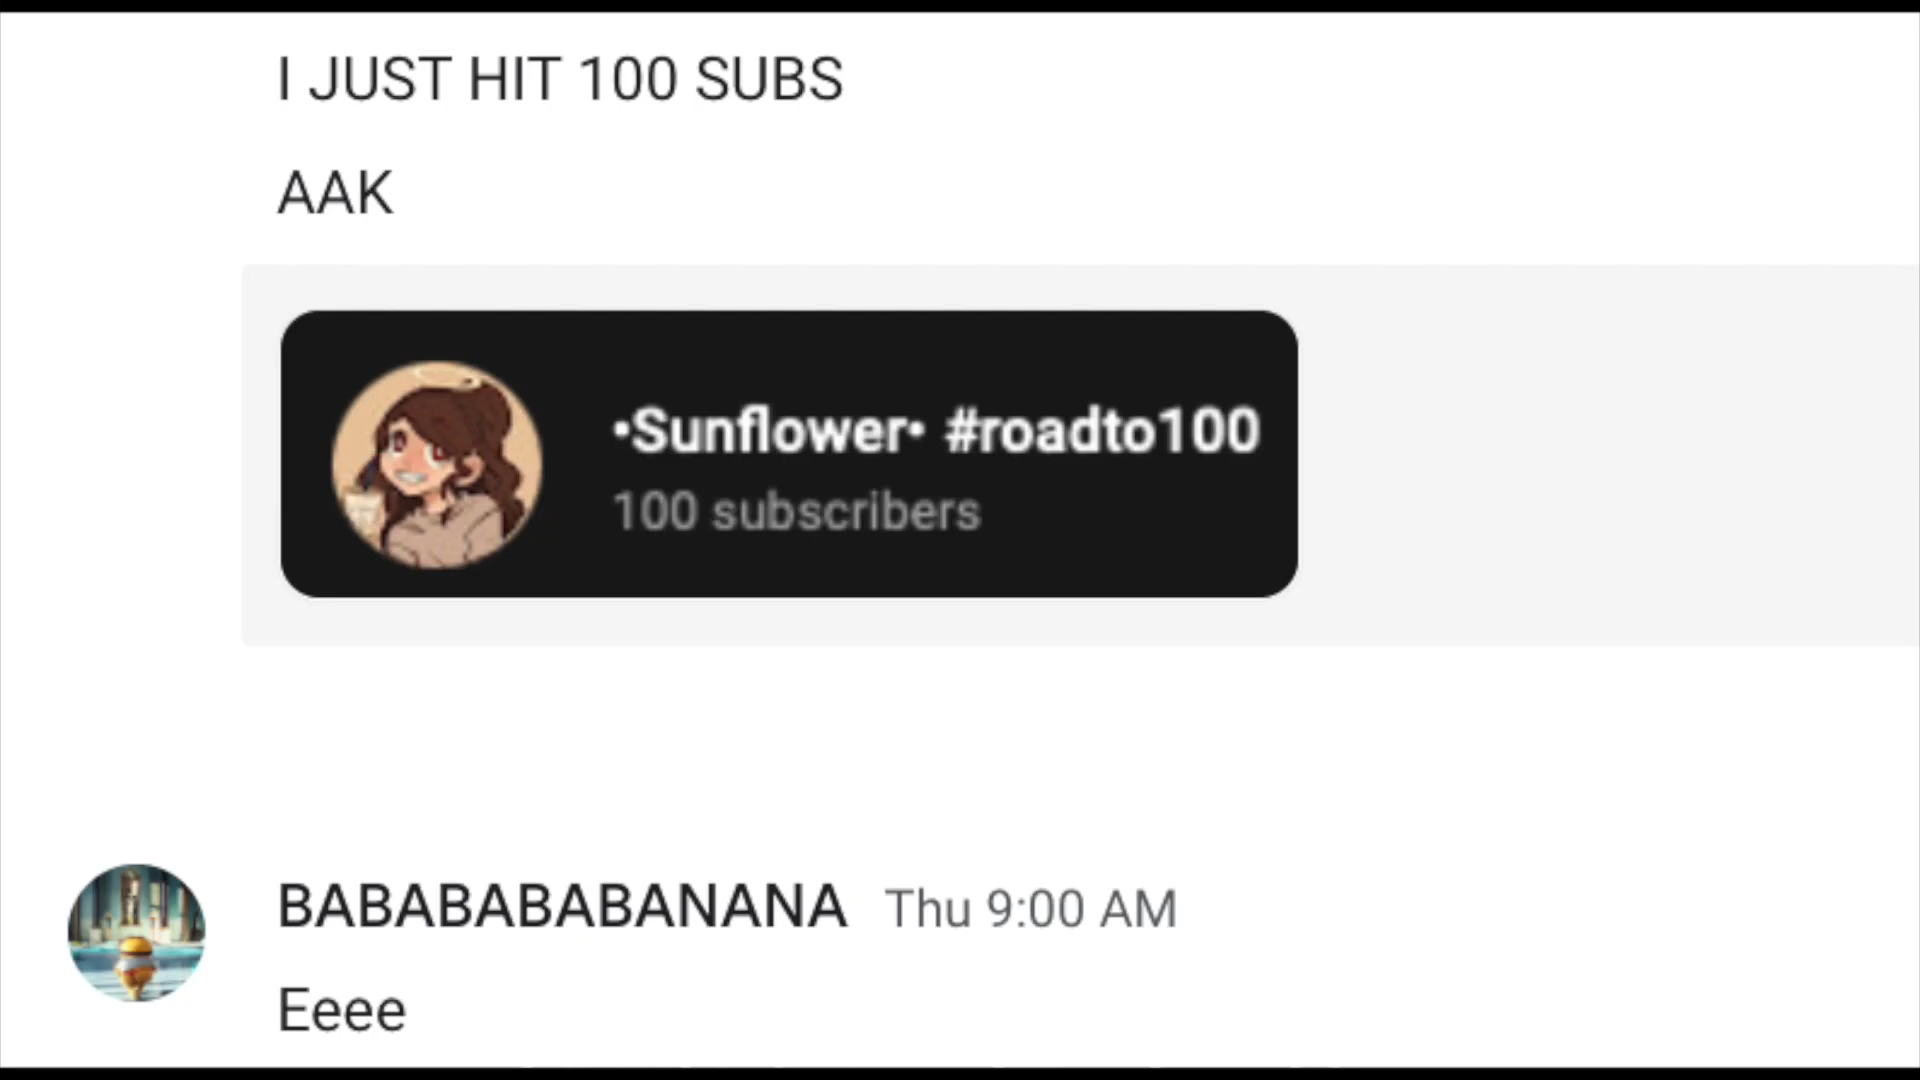 I JUST HIT 100 SUBS
AAK
•Sunflower• #roadto100
100 subscribers
BABABABABANANA Thu 9:00 AM
Eeee